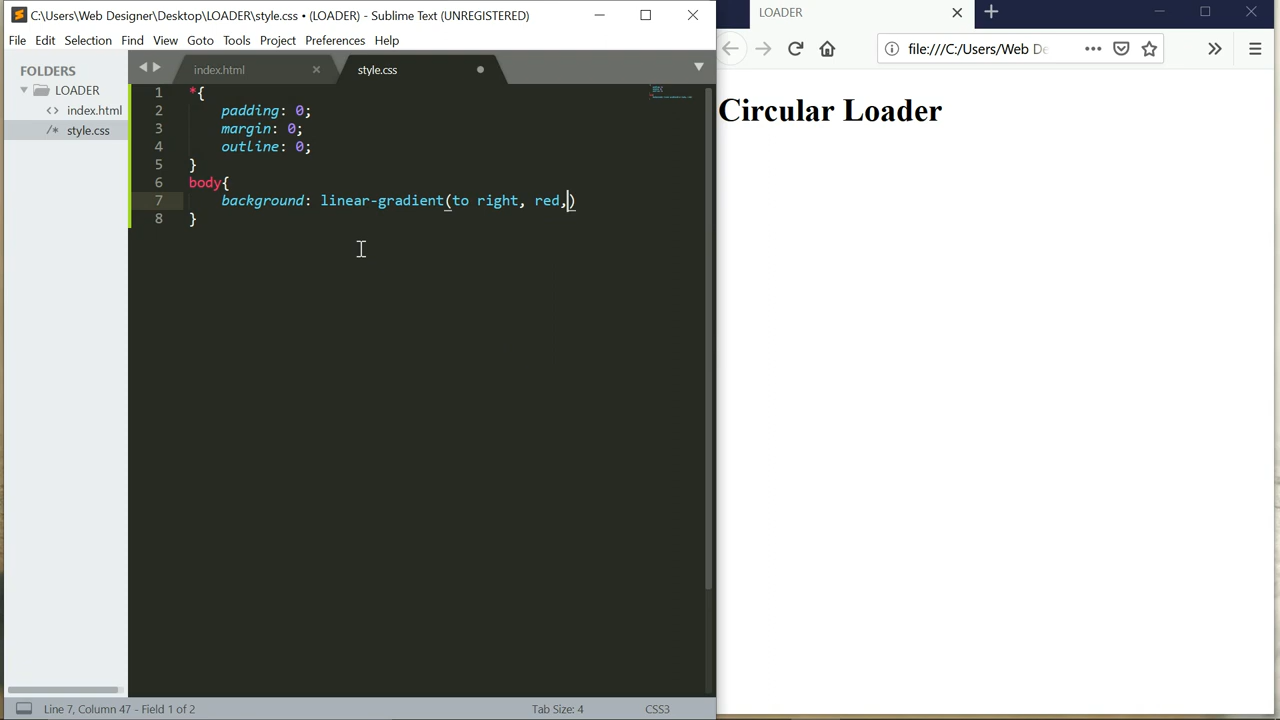 C:\Users\Web Designer\Desktop\LOADER\style.css • (LOADER) - Sublime Text (UNREGISTERED)
LOADER
File Edit Selection Find View Goto Tools Project Preferences Help
file:///C:/Users/Web De
FOLDERS
LOADER
index.html
style.css
index.html
style.css
Circular Loader
1 *{
2 padding: 0;
3 margin: 0;
4 outline: 0;
5 }
6 body{
7 background: linear-gradient(to right, red,)
8 }
Line 7, Column 47 - Field 1 of 2
Tab Size: 4
CSS3